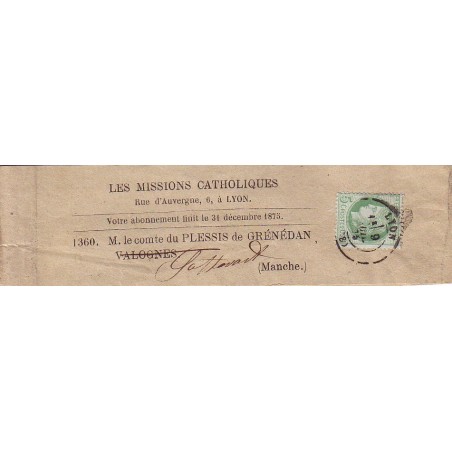 LES MISSIONS CATHOLIQUES
Rue d'Auvergne, 6, à LYON.
Votre abonnement finit le 31 décembre 1875.
1360. M. le comte du PLESSIS de GRÉNÉDAN
VALOGNES
(Manche.)
LYON